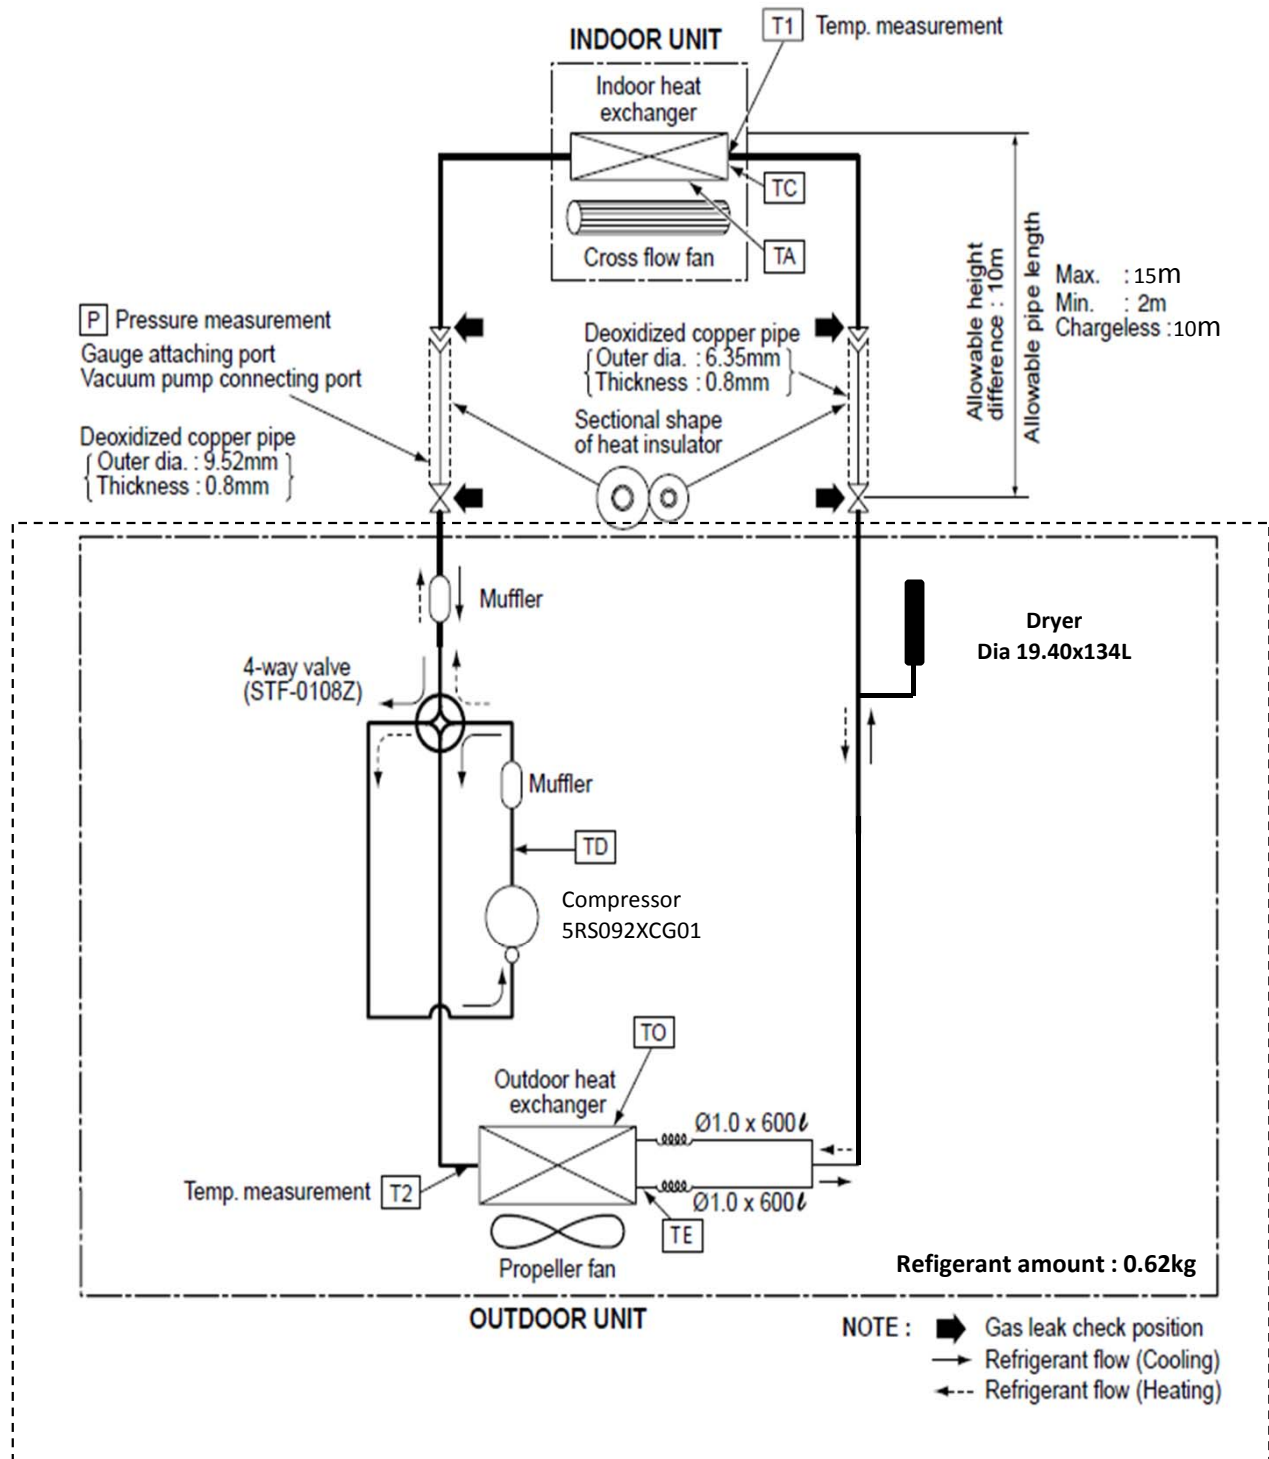 T1 Temp. measurement
INDOOR UNIT
Indoor heat
exchanger
TC
Cross flow fan
TA
Allowable height
difference : 10m
Allowable pipe length
Max. : 15m
Min. : 2m
Chargeless : 10m
P Pressure measurement
Gauge attaching port
Vacuum pump connecting port
Deoxidized copper pipe
Outer dia. : 9.52mm
Thickness : 0.8mm
Deoxidized copper pipe
Outer dia. : 6.35mm
Thickness : 0.8mm
Sectional shape
of heat insulator
Muffler
Dryer
Dia 19.40x134L
4-way valve
(STF-0108Z)
Muffler
TD
Compressor
5RS092XCG01
TO
Outdoor heat
exchanger
Ø1.0 x 600ℓ
Temp. measurement T2
Ø1.0 x 600ℓ
TE
Propeller fan
Refigerant amount : 0.62kg
OUTDOOR UNIT
NOTE : Gas leak check position
Refrigerant flow (Cooling)
Refrigerant flow (Heating)